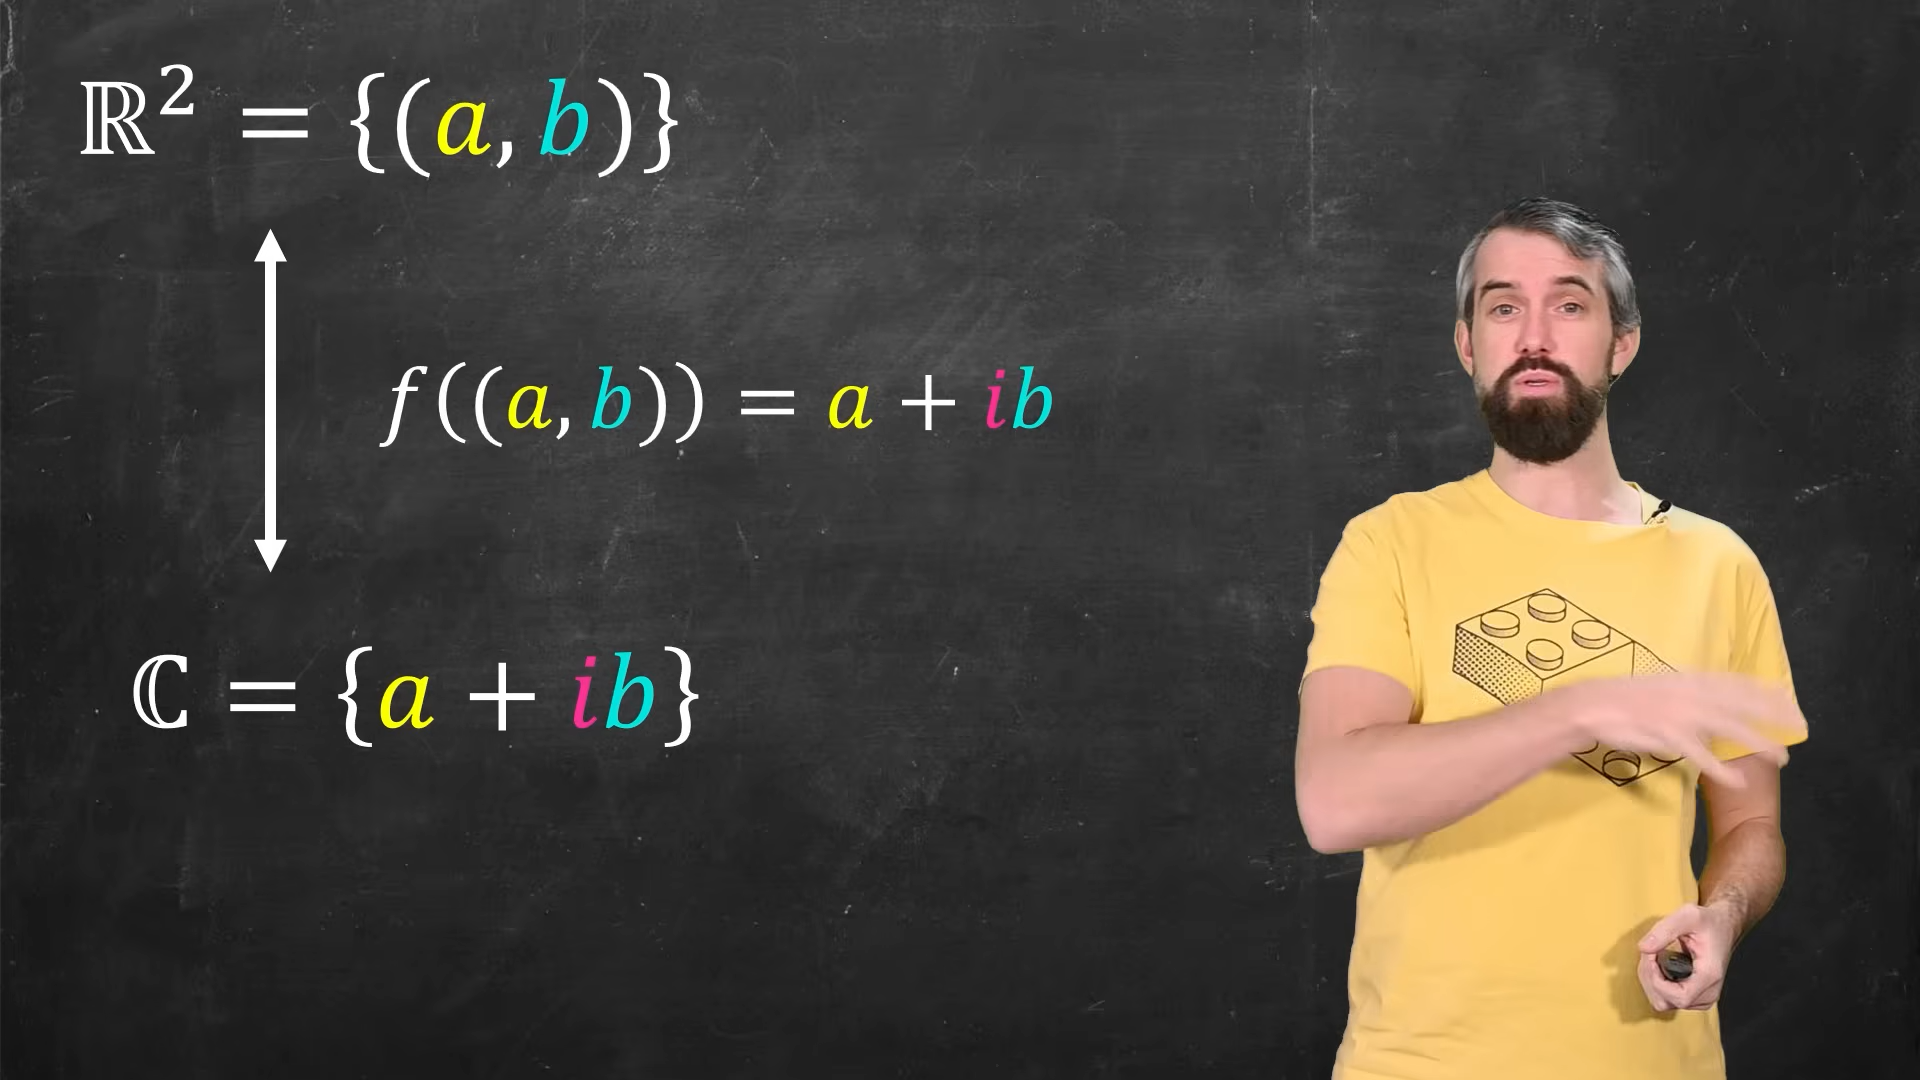 ℝ² = {(a, b)}
f((a, b)) = a + ib
ℂ = {a + ib}